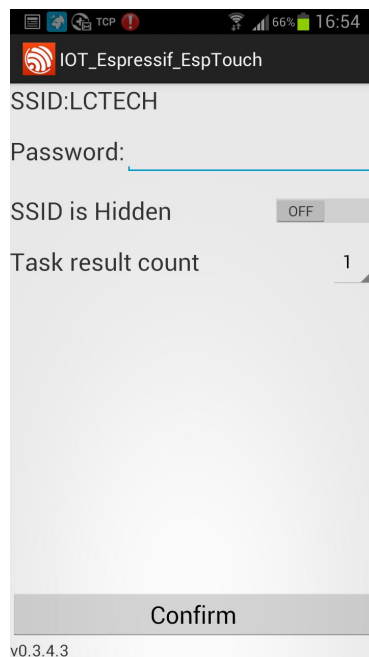 TCP 66% 16:54
IOT_Espressif_EspTouch
SSID:LCTECH
Password:
SSID is Hidden OFF
Task result count 1
Confirm
v0.3.4.3